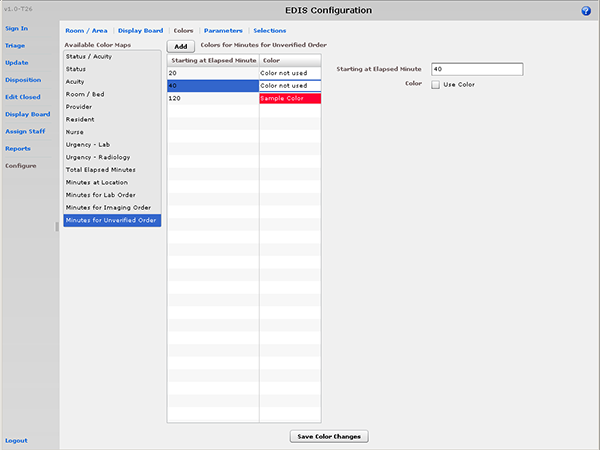 v1.0-T26
EDIS Configuration
?
Sign In
Triage
Update
Disposition
Edit Closed
Display Board
Assign Staff
Reports
Configure
Logout
Room / Area | Display Board | Colors | Parameters | Selections
Available Color Maps
Status / Acuity
Status
Acuity
Room / Bed
Provider
Resident
Nurse
Urgency - Lab
Urgency - Radiology
Total Elapsed Minutes
Minutes at Location
Minutes for Lab Order
Minutes for Imaging Order
Minutes for Unverified Order
Add Colors for Minutes for Unverified Order
Starting at Elapsed Minute Color
20 Color not used
40 Color not used
120 Sample Color
Starting at Elapsed Minute 40
Color Use Color
Save Color Changes